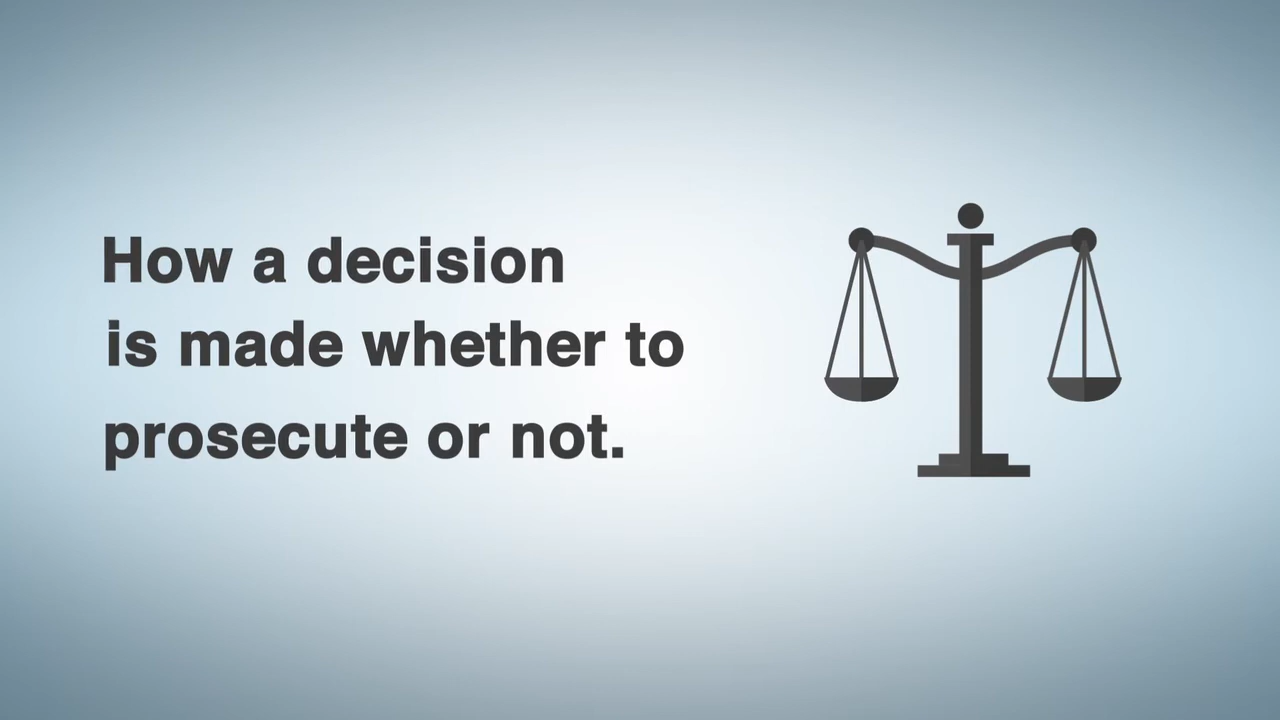 How a decision
is made whether to
prosecute or not.